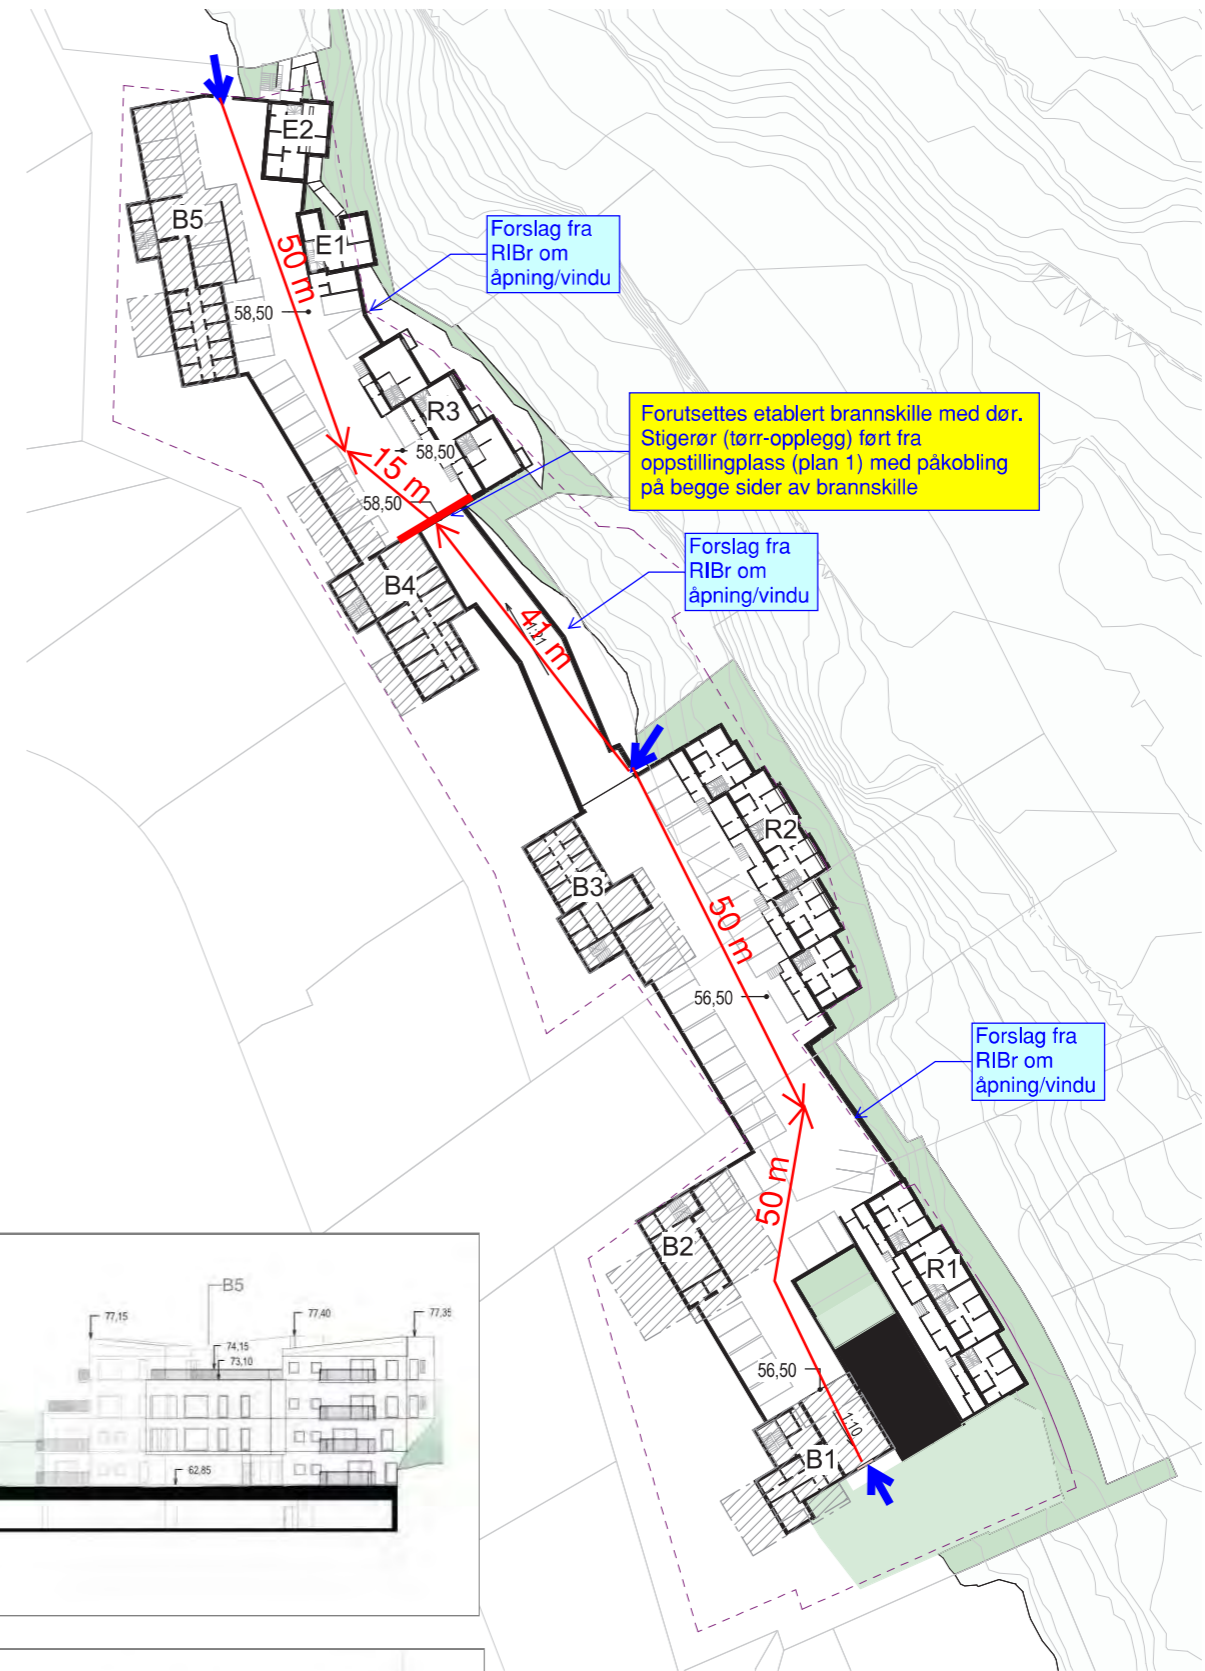 E2
B5
E1
50 m
58,50
Forslag fra
RIBr om
åpning/vindu
R3
58,50
15 m
58,50
Forutsettes etablert brannskille med dør.
Stigerør (tørr-opplegg) ført fra
oppstillingplass (plan 1) med påkobling
på begge sider av brannskille
Forslag fra
RIBr om
åpning/vindu
B4
41 m
1:21
R2
B3
50 m
56,50
Forslag fra
RIBr om
åpning/vindu
50 m
B2
R1
56,50
1:10
B1
B5
77,15
77,40
77,35
74,15
73,10
62,85